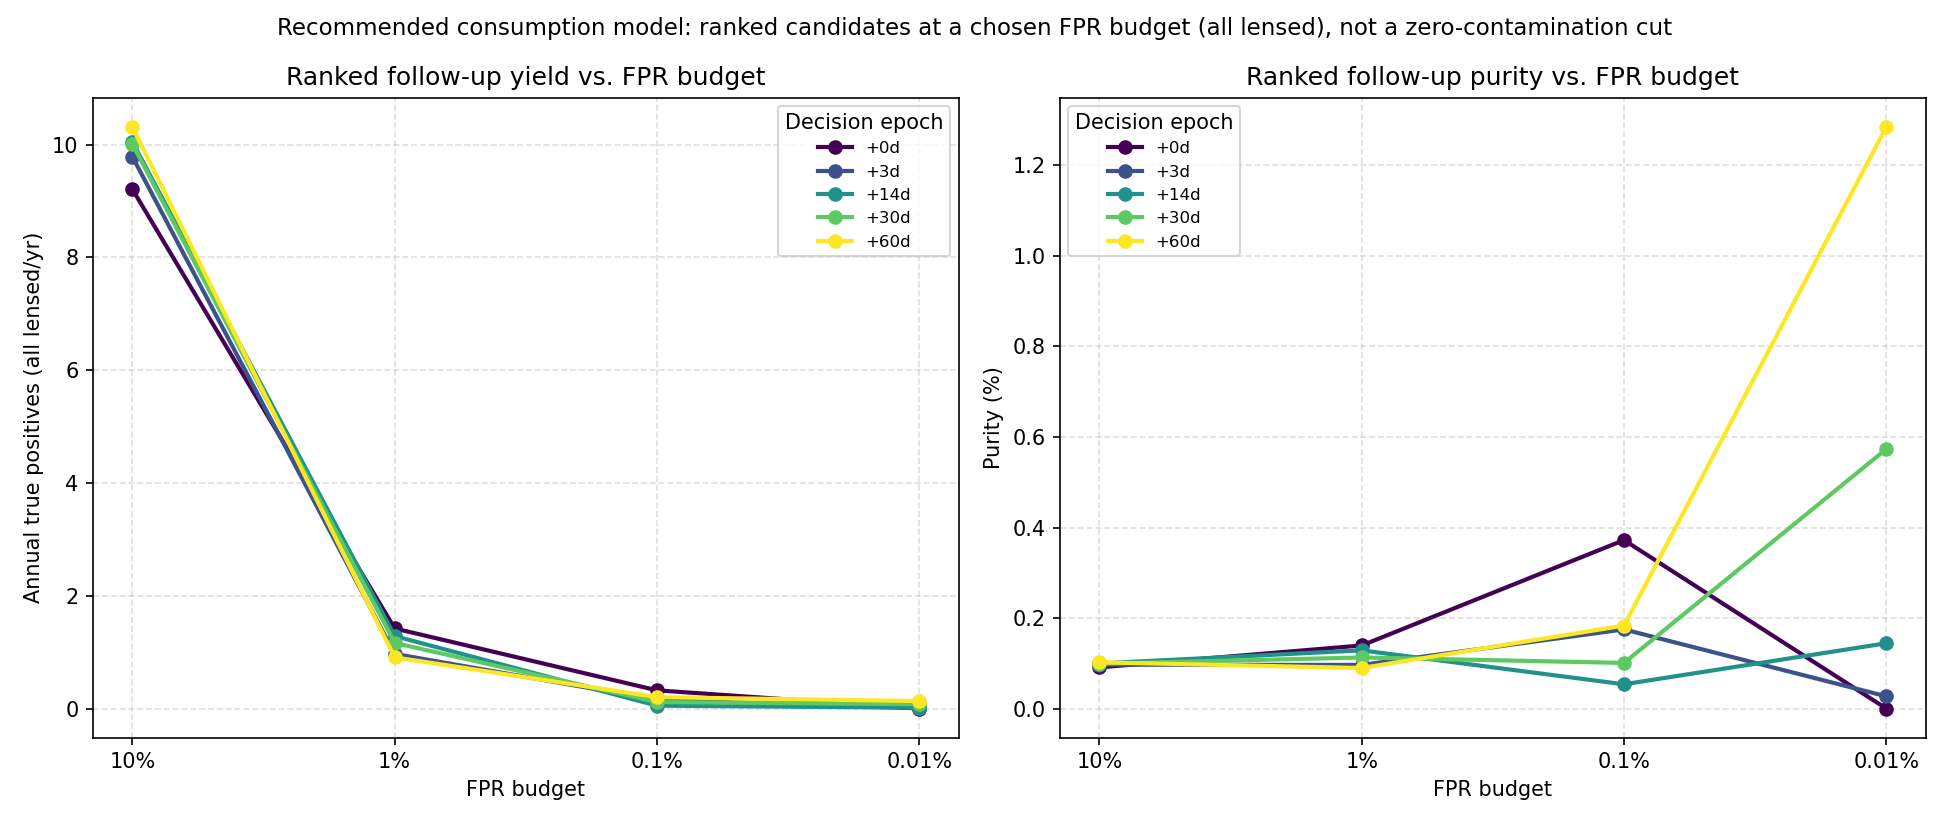 Recommended consumption model: ranked candidates at a chosen FPR budget (all lensed), not a zero-contamination cut
Ranked follow-up yield vs. FPR budget
Annual true positives (all lensed/yr)
10
8
6
4
2
0
Decision epoch
+0d
+3d
+14d
+30d
+60d
10%
1%
0.1%
0.01%
FPR budget
Ranked follow-up purity vs. FPR budget
Purity (%)
1.2
1.0
0.8
0.6
0.4
0.2
0.0
Decision epoch
+0d
+3d
+14d
+30d
+60d
10%
1%
0.1%
0.01%
FPR budget